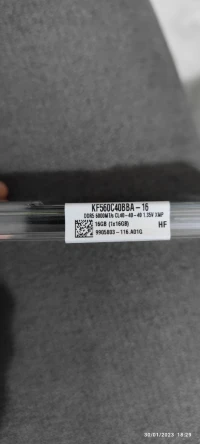 KF560C40BBA-16
DDR5 6000MT/s CL40-40-40 1.35V XMP
16GB (1x16GB)
HF
9905803-116.A01G
30/01/2023 18:29